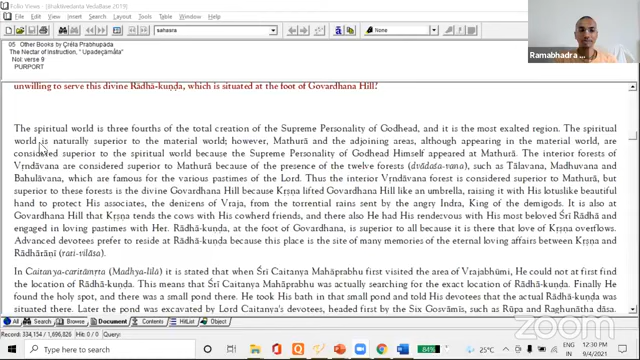 Folio Views - [Bhaktivedanta VedaBase 2019]
File Edit View Search Layout Tools Window Help
sahasra
05 Other Books by Çréla Prabhupäda
The Nectar of Instruction, " Upadeçämåta"
NoI: verse 9
PURPORT
Ramabhadra
unwilling to serve this divine Rādhā-kuṇḍa, which is situated at the foot of Govardhana Hill?
The spiritual world is three fourths of the total creation of the Supreme Personality of Godhead, and it is the most exalted region. The spiritual
world is naturally superior to the material world; however, Mathurā and the adjoining areas, although appearing in the material world, are
considered superior to the spiritual world because the Supreme Personality of Godhead Himself appeared at Mathurā. The interior forests of
Vṛndāvana are considered superior to Mathurā because of the presence of the twelve forests (dvādaśa-vana), such as Tālavana, Madhuvana and
Bahulāvana, which are famous for the various pastimes of the Lord. Thus the interior Vṛndāvana forest is considered superior to Mathurā, but
superior to these forests is the divine Govardhana Hill because Kṛṣṇa lifted Govardhana Hill like an umbrella, raising it with His lotuslike beautiful
hand to protect His associates, the denizens of Vraja, from the torrential rains sent by the angry Indra, King of the demigods. It is also at
Govardhana Hill that Kṛṣṇa tends the cows with His cowherd friends, and there also He had His rendezvous with His most beloved Śrī Rādhā and
engaged in loving pastimes with Her. Rādhā-kuṇḍa, at the foot of Govardhana, is superior to all because it is there that love of Kṛṣṇa overflows.
Advanced devotees prefer to reside at Rādhā-kuṇḍa because this place is the site of many memories of the eternal loving affairs between Kṛṣṇa and
Rādhārāṇī (rati-vilāsa).
In Caitanya-caritāmṛta (Madhya-līlā) it is stated that when Śrī Caitanya Mahāprabhu first visited the area of Vrajabhūmi, He could not at first find
the location of Rādhā-kuṇḍa. This means that Śrī Caitanya Mahāprabhu was actually searching for the exact location of Rādhā-kuṇḍa. Finally He
found the holy spot, and there was a small pond there. He took His bath in that small pond and told His devotees that the actual Rādhā-kuṇḍa was
situated there. Later the pond was excavated by Lord Caitanya's devotees, headed first by the Six Gosvāmīs, such as Rūpa and Raghunātha dāsa.
All Search Browse Document Contents HitList Object
Record: 334,154 / 1,696,828 Hit: 0 / 0
zoom
84%
25°C
IN
12:30 PM
9/4/2021